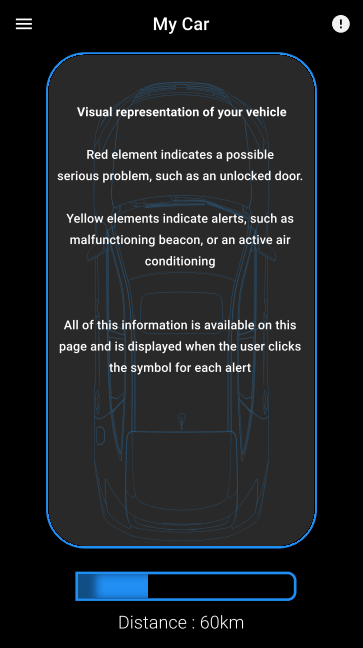 My Car
Visual representation of your vehicle
Red element indicates a possible
serious problem, such as an unlocked door.
Yellow elements indicate alerts, such as
malfunctioning beacon, or an active air
conditioning
All of this information is available on this
page and is displayed when the user clicks
the symbol for each alert
Distance : 60km